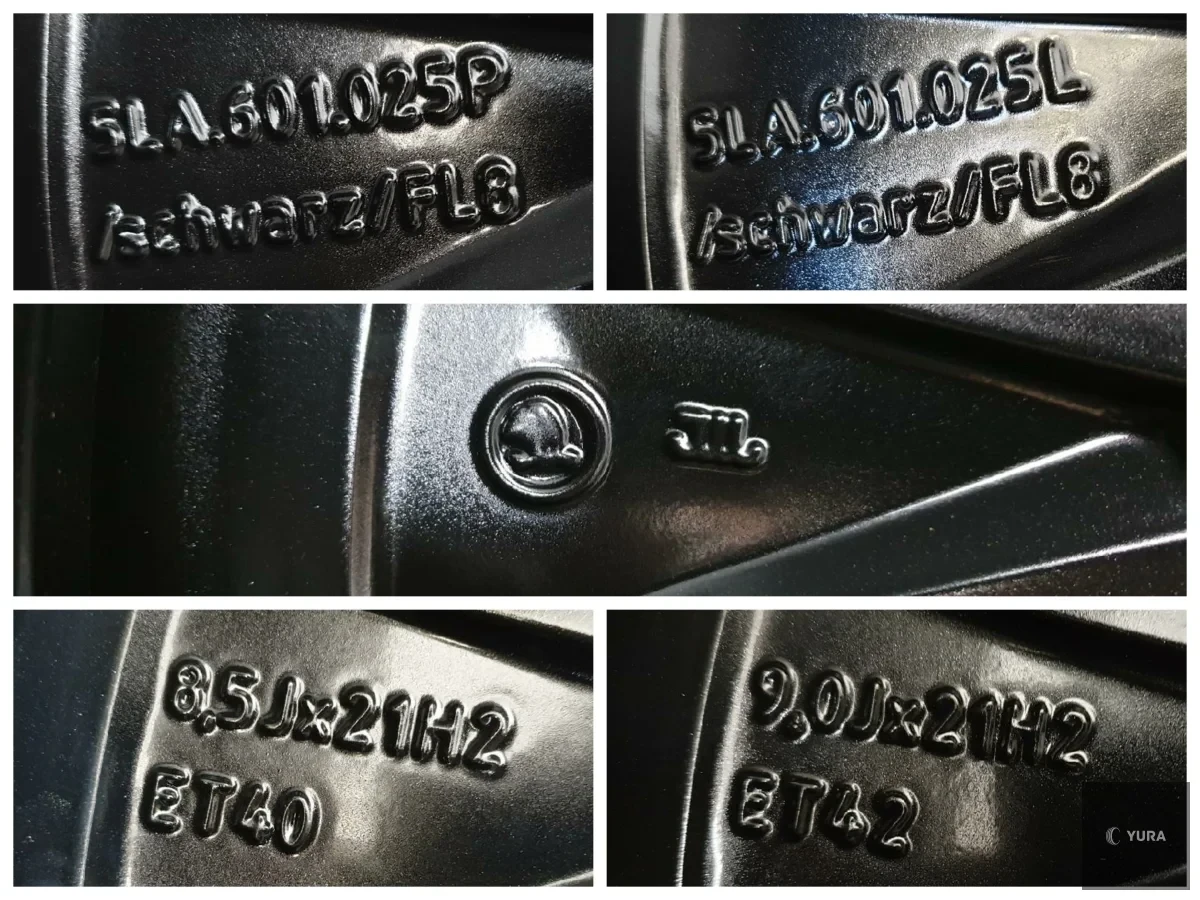 5LA.601.025P
/schwarz/FL8
5LA.601.025L
/schwarz/FL8
8,5Jx21H2
ET40
9,0Jx21H2
ET42
YURA